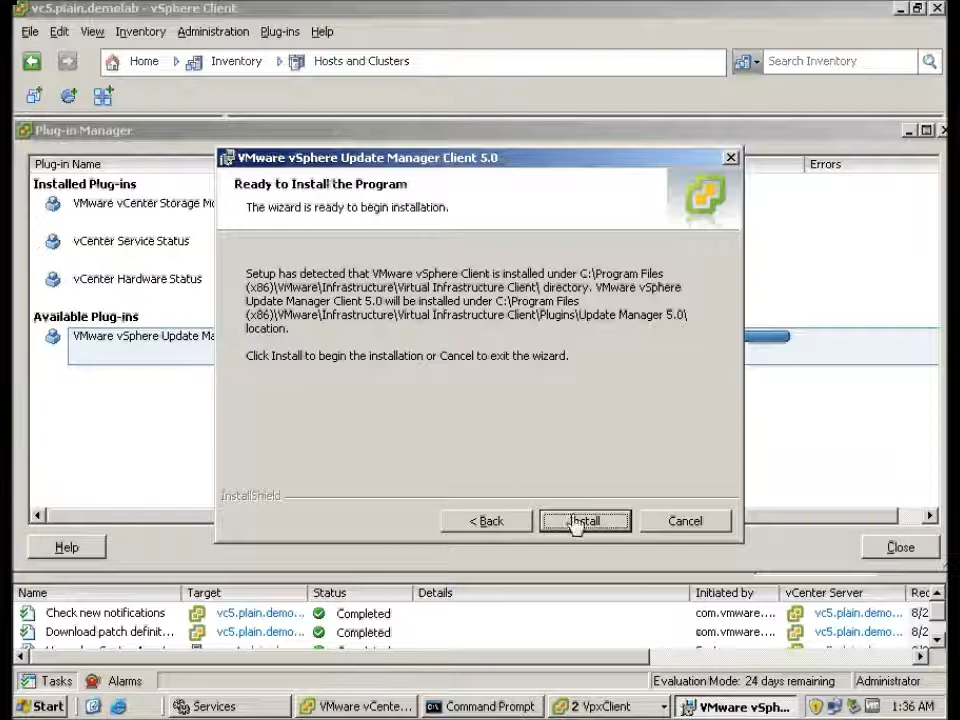 vc5.plain.demolab - vSphere Client
File Edit View Inventory Administration Plug-ins Help
Home Inventory Hosts and Clusters
Search Inventory
Plug-in Manager
Plug-in Name
Errors
Installed Plug-ins
VMware vCenter Storage Mo
vCenter Service Status
vCenter Hardware Status
Available Plug-ins
VMware vSphere Update Ma
VMware vSphere Update Manager Client 5.0
Ready to Install the Program
The wizard is ready to begin installation.
Setup has detected that VMware vSphere Client is installed under C:\Program Files
(x86)\VMware\Infrastructure\Virtual Infrastructure Client\ directory. VMware vSphere
Update Manager Client 5.0 will be installed under C:\Program Files
(x86)\VMware\Infrastructure\Virtual Infrastructure Client\Plugins\Update Manager 5.0\
location.
Click Install to begin the installation or Cancel to exit the wizard.
InstallShield
< Back Install Cancel
Help Close
Name Target Status Details Initiated by vCenter Server Rec
Check new notifications vc5.plain.demo... Completed com.vmware.... vc5.plain.demo... 8/2
Download patch definit... vc5.plain.demo... Completed com.vmware.... vc5.plain.demo... 8/2
Tasks Alarms Evaluation Mode: 24 days remaining Administrator
Start Services VMware vCente... Command Prompt 2 VpxClient VMware vSph... 1:36 AM